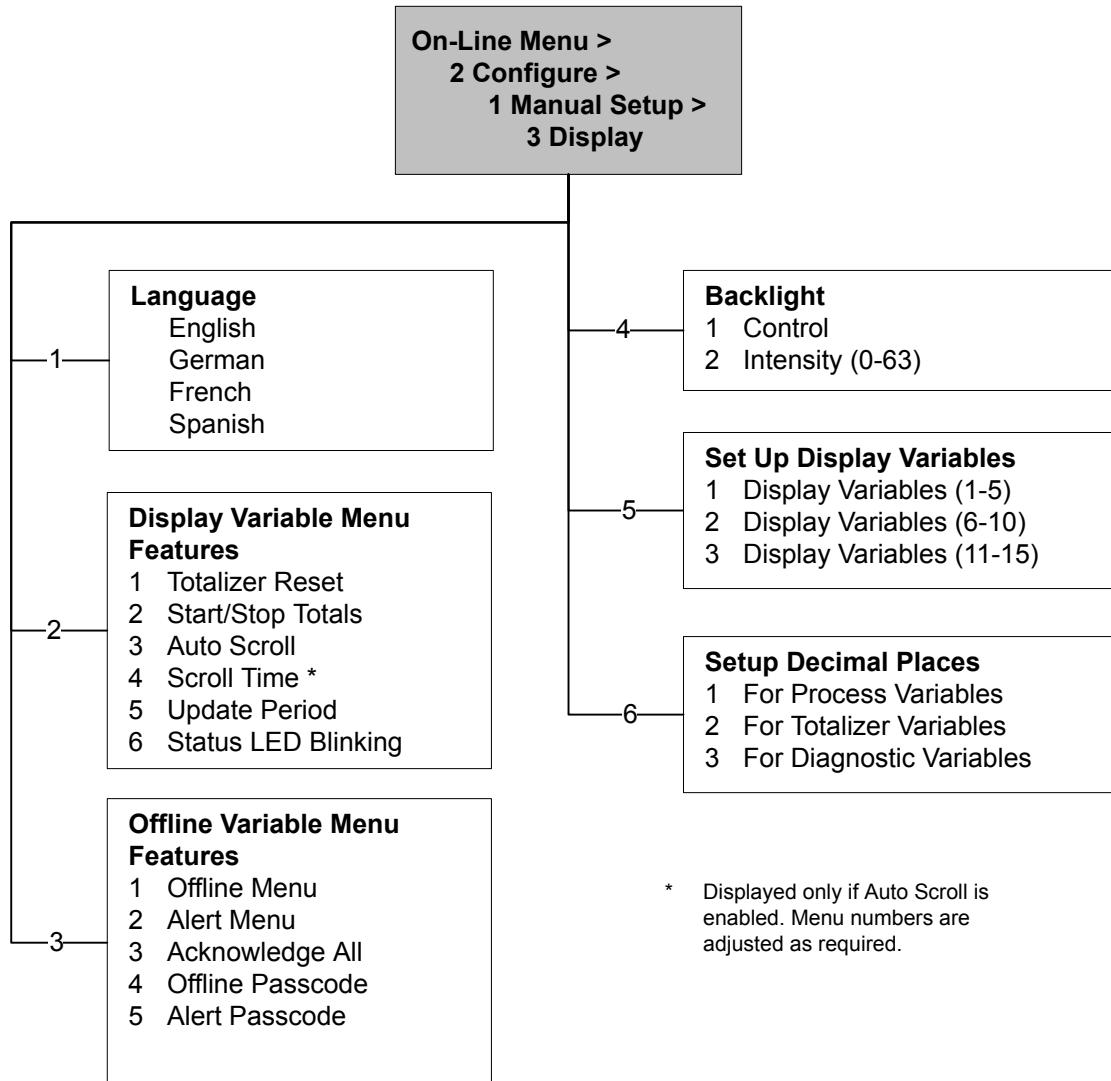 On-Line Menu >
2 Configure >
1 Manual Setup >
3 Display
1
Language
English
German
French
Spanish
2
Display Variable Menu
Features
1 Totalizer Reset
2 Start/Stop Totals
3 Auto Scroll
4 Scroll Time *
5 Update Period
6 Status LED Blinking
3
Offline Variable Menu
Features
1 Offline Menu
2 Alert Menu
3 Acknowledge All
4 Offline Passcode
5 Alert Passcode
4
Backlight
1 Control
2 Intensity (0-63)
5
Set Up Display Variables
1 Display Variables (1-5)
2 Display Variables (6-10)
3 Display Variables (11-15)
6
Setup Decimal Places
1 For Process Variables
2 For Totalizer Variables
3 For Diagnostic Variables
* Displayed only if Auto Scroll is
enabled. Menu numbers are
adjusted as required.